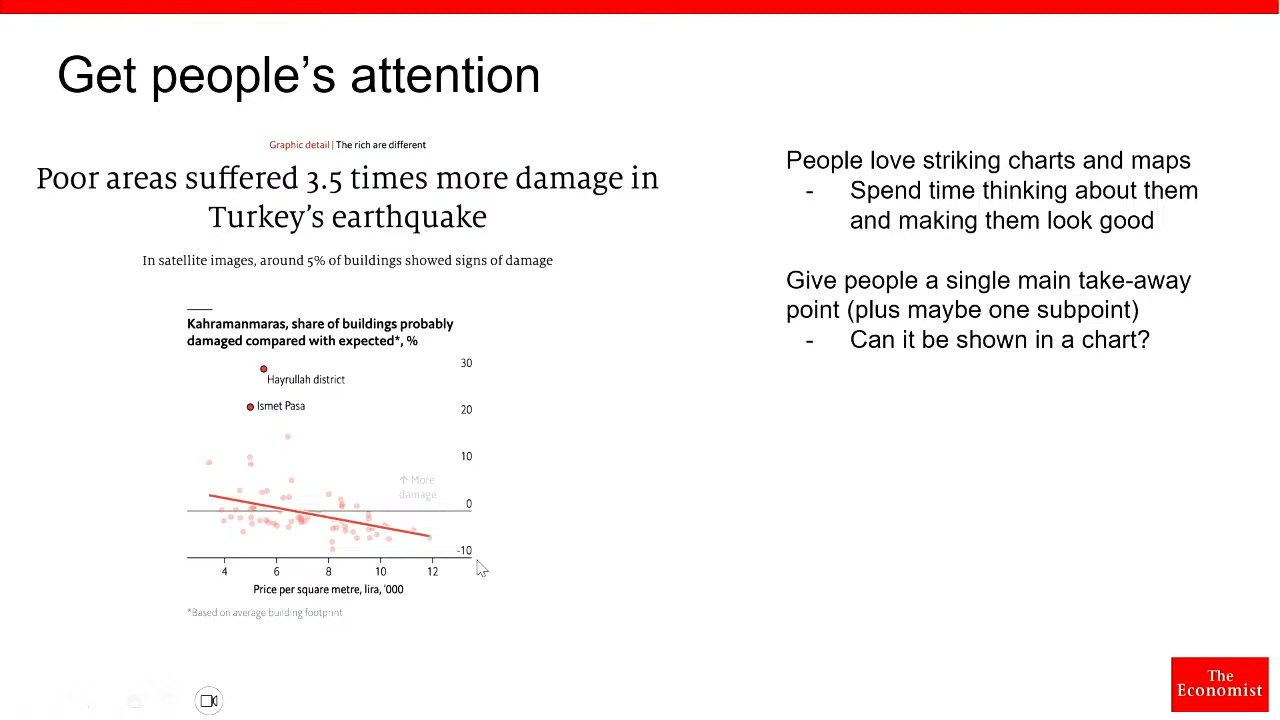 Get people’s attention
Graphic detail | The rich are different
Poor areas suffered 3.5 times more damage in
Turkey’s earthquake
In satellite images, around 5% of buildings showed signs of damage
Kahramanmaras, share of buildings probably
damaged compared with expected*, %
30
Hayrullah district
Ismet Pasa
20
10
↑ More
damage
0
-10
4 6 8 10 12
Price per square metre, lira, ’000
*Based on average building footprint
People love striking charts and maps
- Spend time thinking about them
and making them look good
Give people a single main take-away
point (plus maybe one subpoint)
- Can it be shown in a chart?
The
Economist